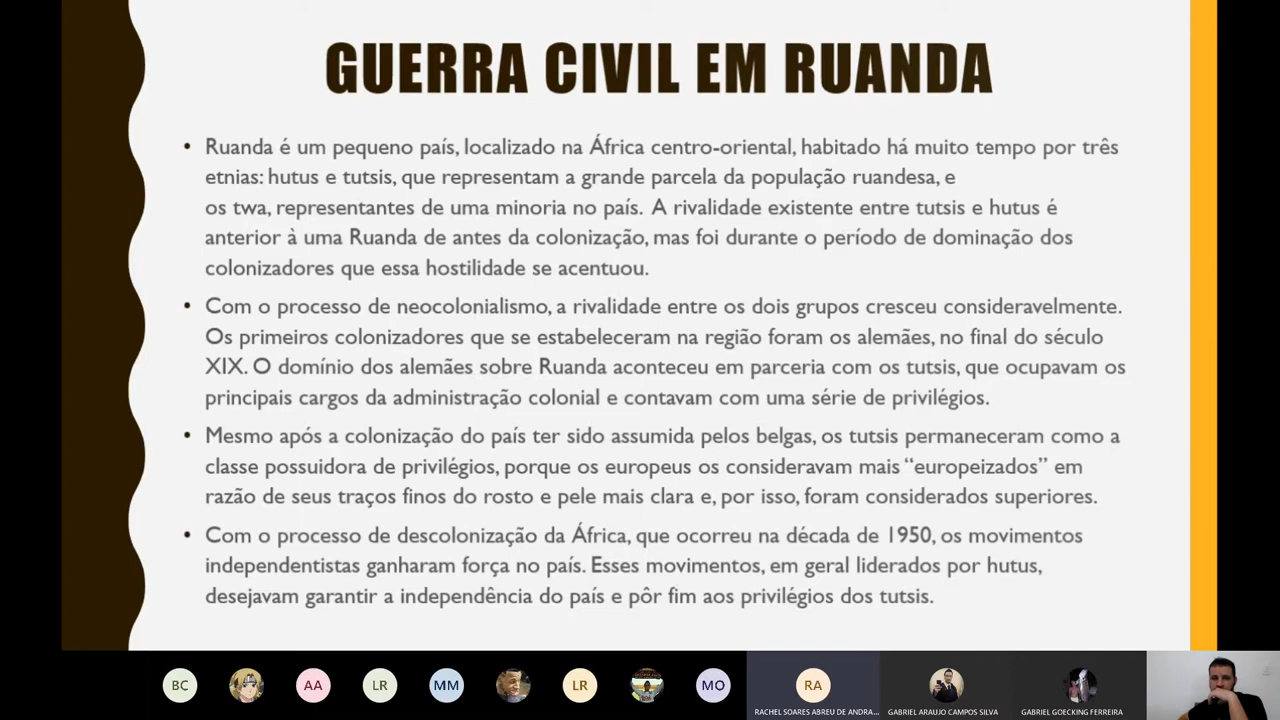 GUERRA CIVIL EM RUANDA
• Ruanda é um pequeno país, localizado na África centro-oriental, habitado há muito tempo por três
etnias: hutus e tutsis, que representam a grande parcela da população ruandesa, e
os twa, representantes de uma minoria no país. A rivalidade existente entre tutsis e hutus é
anterior à uma Ruanda de antes da colonização, mas foi durante o período de dominação dos
colonizadores que essa hostilidade se acentuou.
• Com o processo de neocolonialismo, a rivalidade entre os dois grupos cresceu consideravelmente.
Os primeiros colonizadores que se estabeleceram na região foram os alemães, no final do século
XIX. O domínio dos alemães sobre Ruanda aconteceu em parceria com os tutsis, que ocupavam os
principais cargos da administração colonial e contavam com uma série de privilégios.
• Mesmo após a colonização do país ter sido assumida pelos belgas, os tutsis permaneceram como a
classe possuidora de privilégios, porque os europeus os consideravam mais “europeizados” em
razão de seus traços finos do rosto e pele mais clara e, por isso, foram considerados superiores.
• Com o processo de descolonização da África, que ocorreu na década de 1950, os movimentos
independentistas ganharam força no país. Esses movimentos, em geral liderados por hutus,
desejavam garantir a independência do país e pôr fim aos privilégios dos tutsis.
BC AA LR MM LR MO RA
RACHEL SOARES ABREU DE ANDRA... GABRIEL ARAUJO CAMPOS SILVA GABRIEL GOECKING FERREIRA